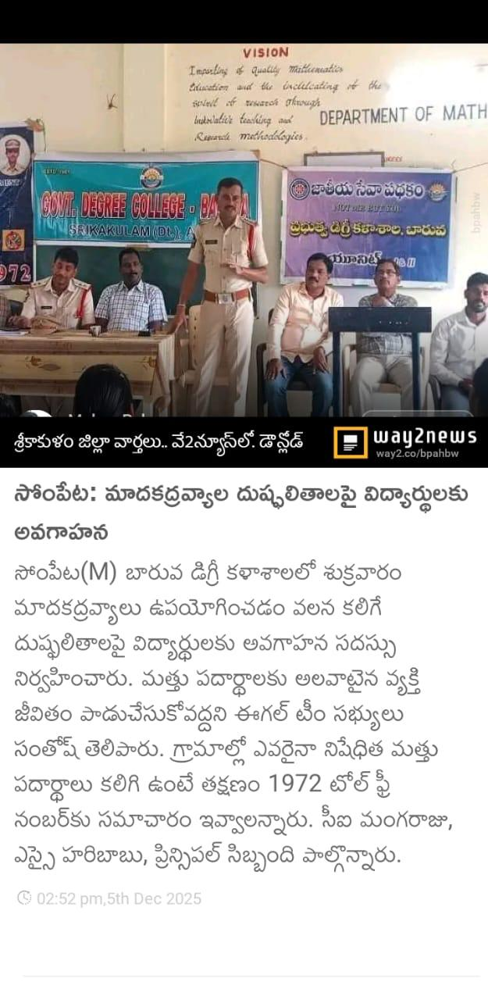 VISION
Imparting of Quality Mathematics
Education and the inclulcating of the
spirit of research through
Innovative teaching and
Research methodologies.
DEPARTMENT OF MATH
GOVT. DEGREE COLLEGE - BA
SRIKAKULAM (Dt.), A
జాతీయ సేవా పథకం
NOT ME BUT YOU
ప్రభుత్వ డిగ్రీ కళాశాల, బారువ
యూనిట్ - I & II
1972
bpahbw
శ్రీకాకుళం జిల్లా వార్తలు.. వే2న్యూస్‌లో. డౌన్లోడ్
way2news
way2.co/bpahbw
సోంపేట: మాదకద్రవ్యాల దుష్ఫలితాలపై విద్యార్థులకు
అవగాహన
సోంపేట(M) బారువ డిగ్రీ కళాశాలలో శుక్రవారం
మాదకద్రవ్యాలు ఉపయోగించడం వలన కలిగే
దుష్ఫలితాలపై విద్యార్థులకు అవగాహన సదస్సు
నిర్వహించారు. మత్తు పదార్థాలకు అలవాటైన వ్యక్తి
జీవితం పాడుచేసుకోవద్దని ఈగల్ టీం సభ్యులు
సంతోష్ తెలిపారు. గ్రామాల్లో ఎవరైనా నిషేధిత మత్తు
పదార్థాలు కలిగి ఉంటే తక్షణం 1972 టోల్ ఫ్రీ
నంబర్‌కు సమాచారం ఇవ్వాలన్నారు. సీఐ మంగరాజు,
ఎస్సై హరిబాబు, ప్రిన్సిపల్ సిబ్బంది పాల్గొన్నారు.
02:52 pm,5th Dec 2025